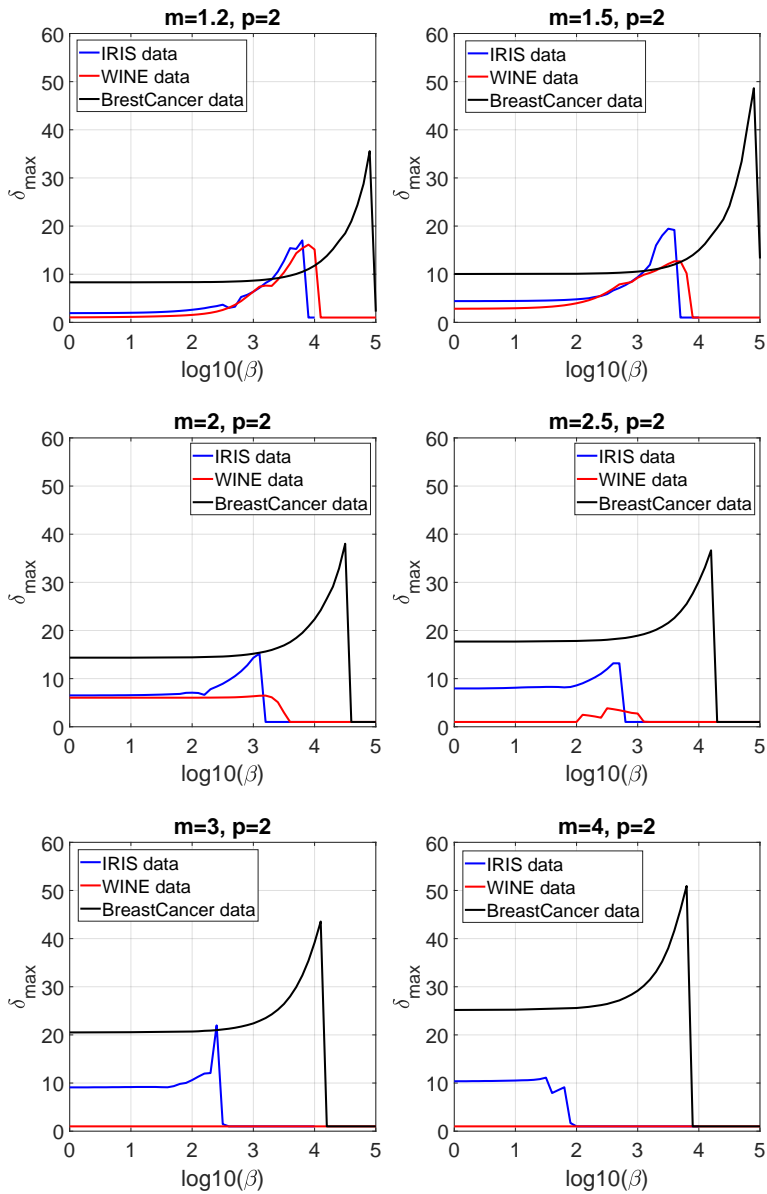 m=1.2, p=2
60
50
40
30
20
10
0
δmax
IRIS data
WINE data
BrestCancer data
0 1 2 3 4 5
log10(β)
m=1.5, p=2
60
50
40
30
20
10
0
δmax
IRIS data
WINE data
BreastCancer data
0 1 2 3 4 5
log10(β)
m=2, p=2
60
50
40
30
20
10
0
δmax
IRIS data
WINE data
BreastCancer data
0 1 2 3 4 5
log10(β)
m=2.5, p=2
60
50
40
30
20
10
0
δmax
IRIS data
WINE data
BreastCancer data
0 1 2 3 4 5
log10(β)
m=3, p=2
60
50
40
30
20
10
0
δmax
IRIS data
WINE data
BreastCancer data
0 1 2 3 4 5
log10(β)
m=4, p=2
60
50
40
30
20
10
0
δmax
IRIS data
WINE data
BreastCancer data
0 1 2 3 4 5
log10(β)